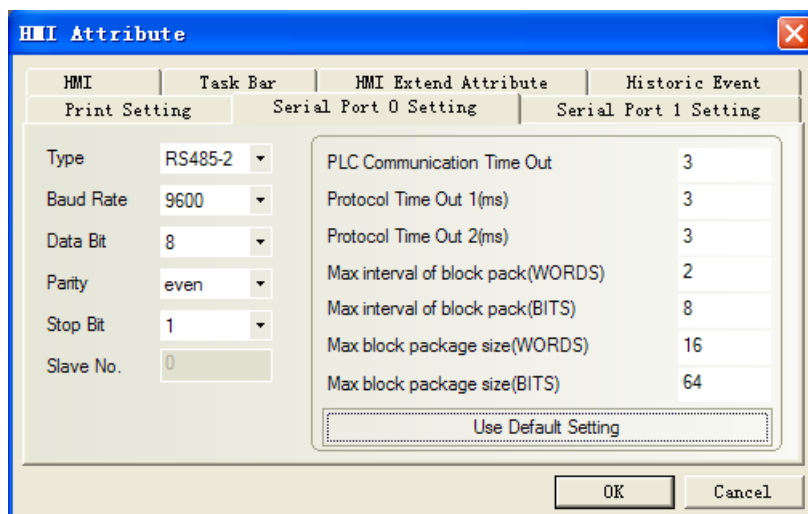 HMI Attribute
HMI Task Bar HMI Extend Attribute Historic Event
Print Setting Serial Port 0 Setting Serial Port 1 Setting
Type RS485-2
Baud Rate 9600
Data Bit 8
Parity even
Stop Bit 1
Slave No. 0
PLC Communication Time Out 3
Protocol Time Out 1(ms) 3
Protocol Time Out 2(ms) 3
Max interval of block pack(WORDS) 2
Max interval of block pack(BITS) 8
Max block package size(WORDS) 16
Max block package size(BITS) 64
Use Default Setting
OK Cancel